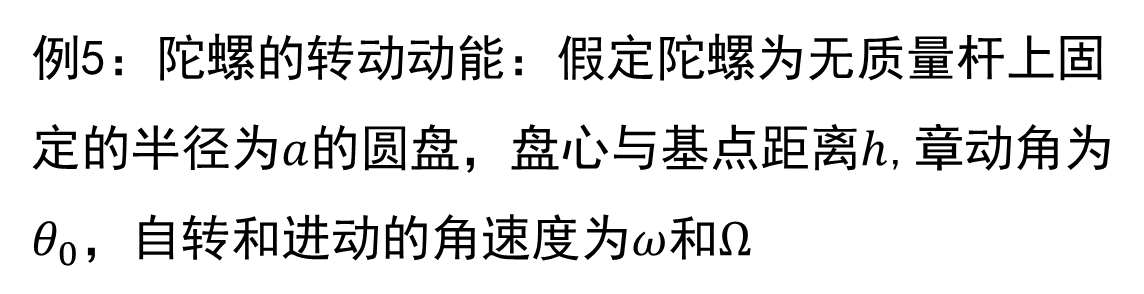 例5：陀螺的转动动能：假定陀螺为无质量杆上固
定的半径为a的圆盘，盘心与基点距离h, 章动角为
θ₀，自转和进动的角速度为ω和Ω